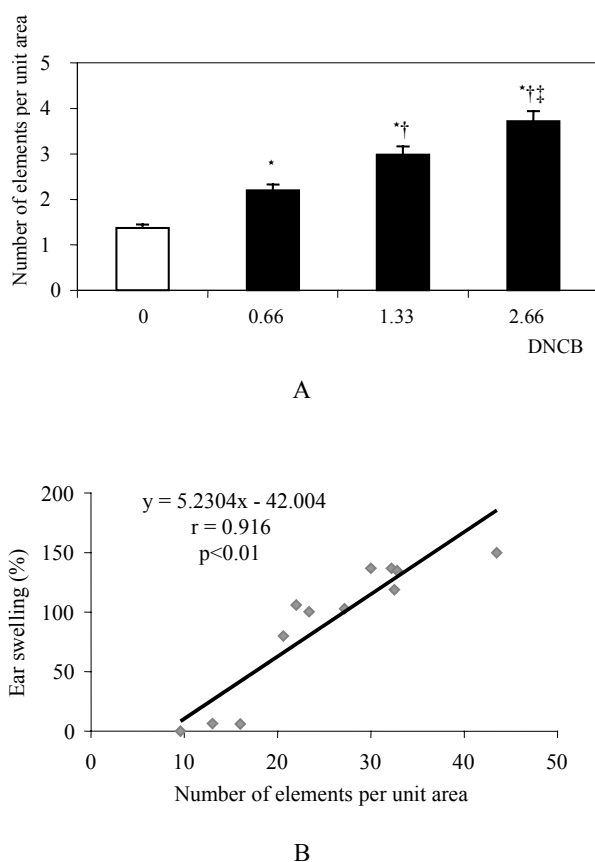 Number of elements per unit area
5
4
3
2
1
0
*
*†
*†‡
0
0.66
1.33
2.66
DNCB
A
y = 5.2304x - 42.004
r = 0.916
p<0.01
Ear swelling (%)
200
150
100
50
0
0
10
20
30
40
50
Number of elements per unit area
B